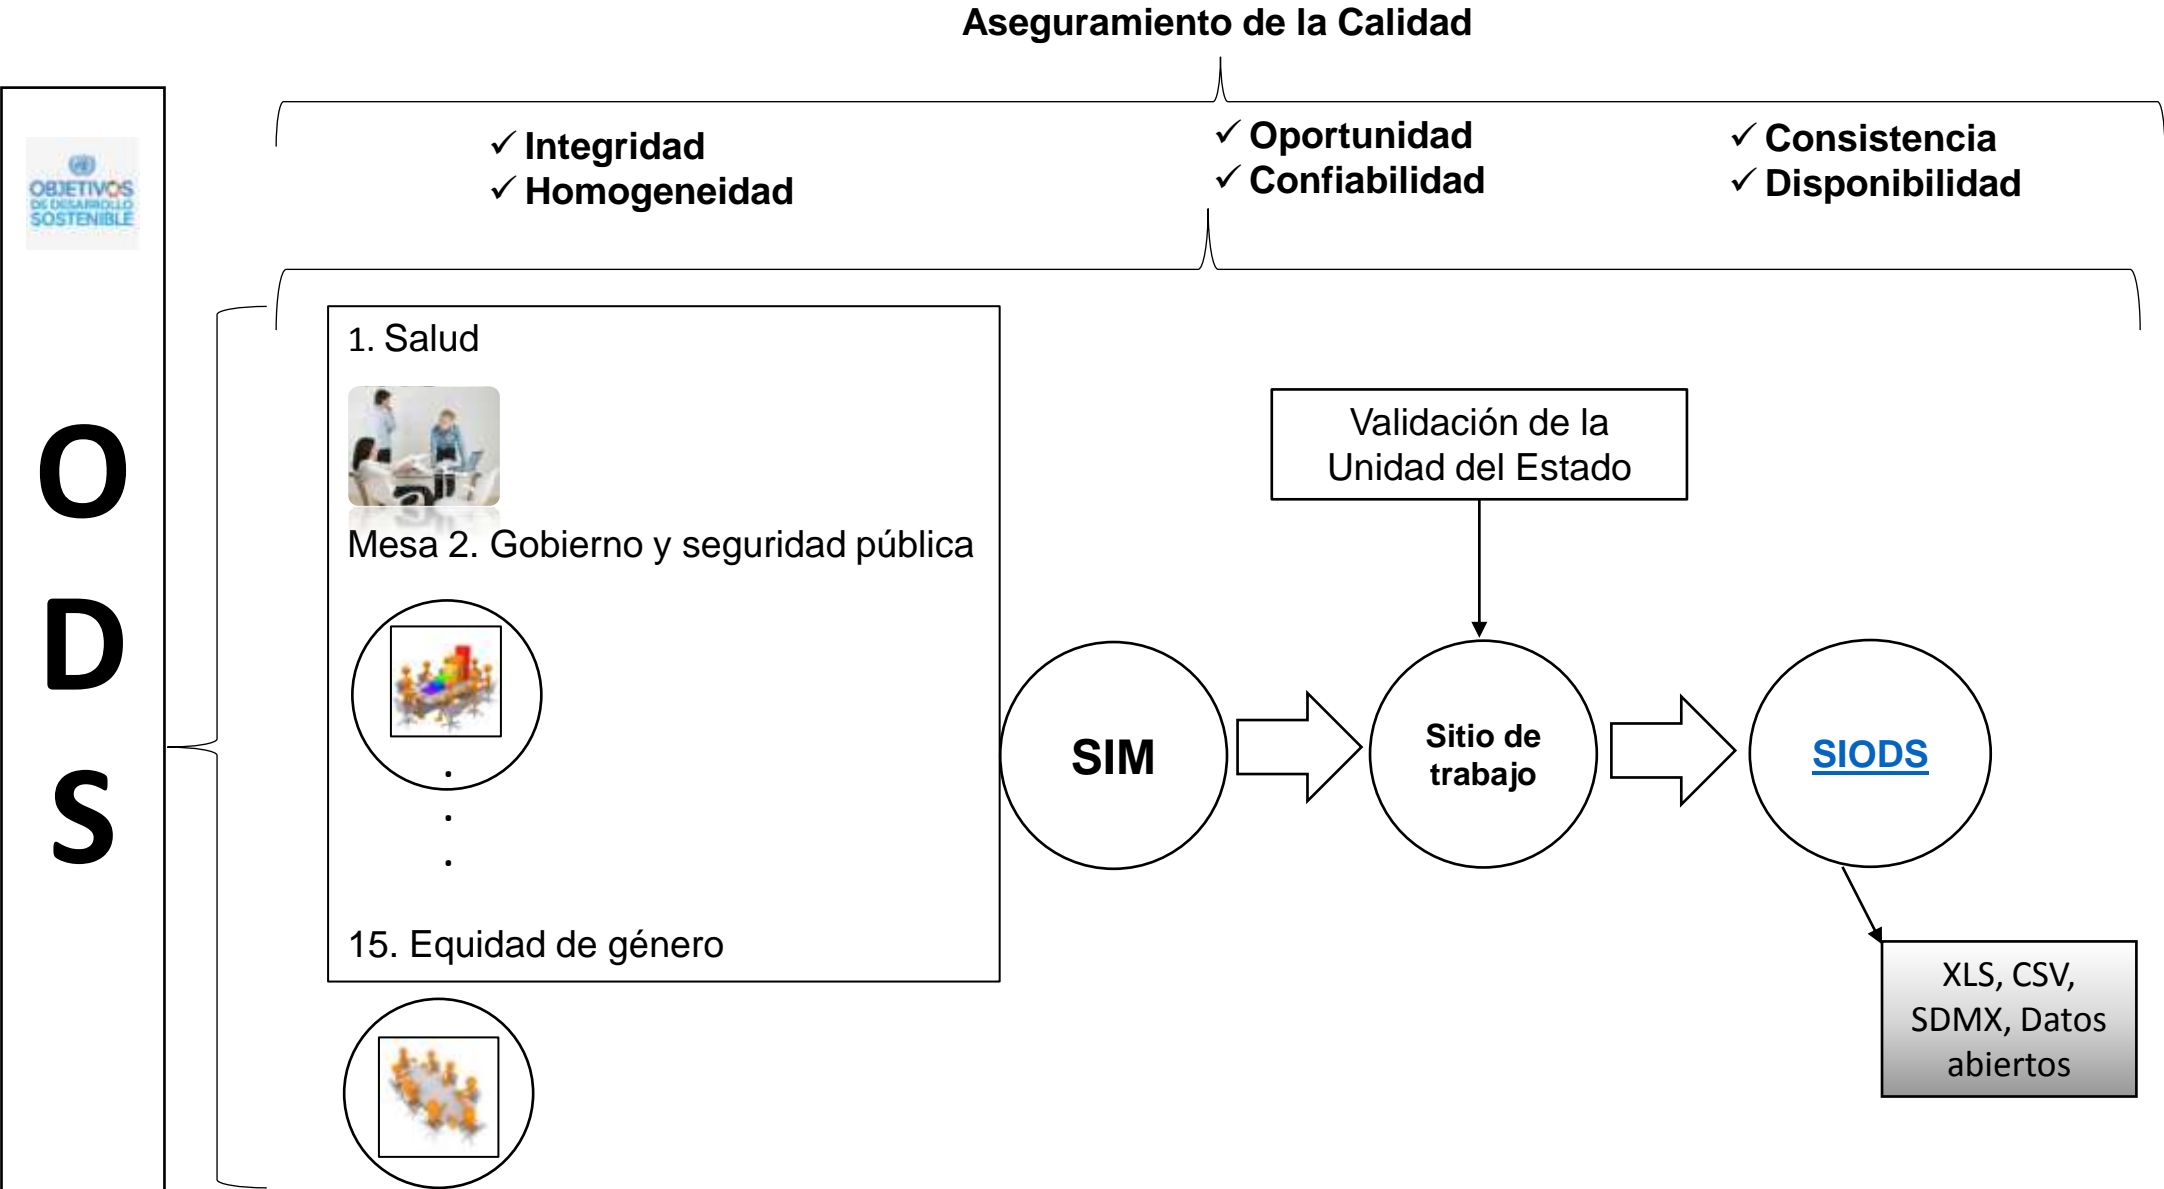 Aseguramiento de la Calidad
OBJETIVOS
DE DESARROLLO
SOSTENIBLE
O
D
S
✓ Integridad
✓ Homogeneidad
✓ Oportunidad
✓ Confiabilidad
✓ Consistencia
✓ Disponibilidad
1. Salud
Mesa 2. Gobierno y seguridad pública
.
.
.
15. Equidad de género
SIM
Validación de la
Unidad del Estado
Sitio de
trabajo
SIODS
XLS, CSV,
SDMX, Datos
abiertos